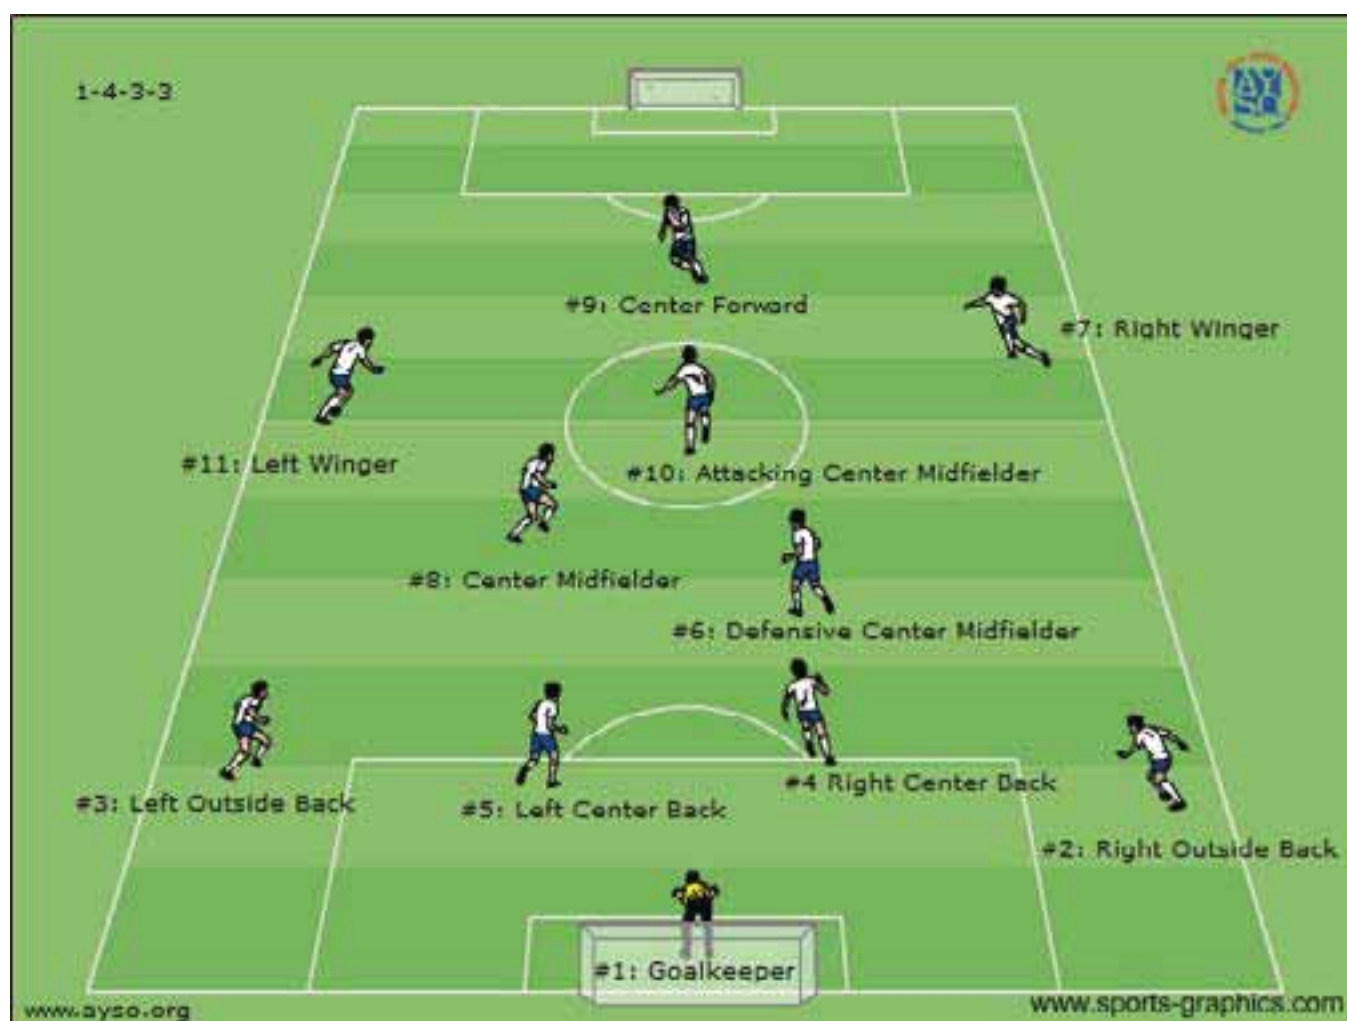 1-4-3-3
AY
SO
#9: Center Forward
#7: Right Winger
#11: Left Winger
#10: Attacking Center Midfielder
#8: Center Midfielder
#6: Defensive Center Midfielder
#4 Right Center Back
#3: Left Outside Back
#5: Left Center Back
#2: Right Outside Back
#1: Goalkeeper
www.ayso.org
www.sports-graphics.com